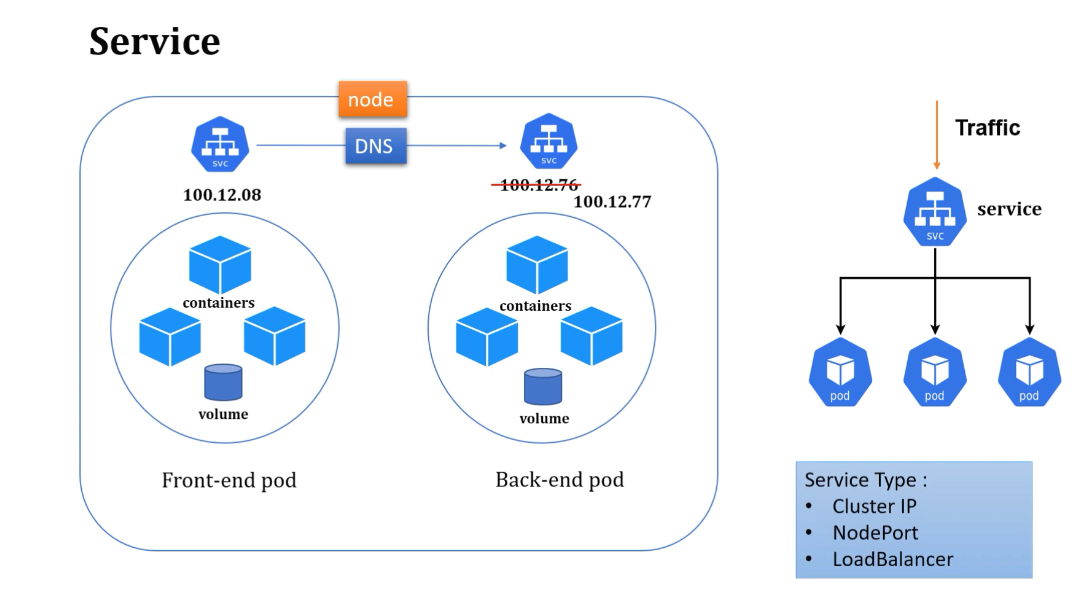 Service
node
DNS
svc
svc
100.12.08
100.12.76
100.12.77
containers
volume
Front-end pod
containers
volume
Back-end pod
Traffic
svc
service
pod
pod
pod
Service Type :
• Cluster IP
• NodePort
• LoadBalancer